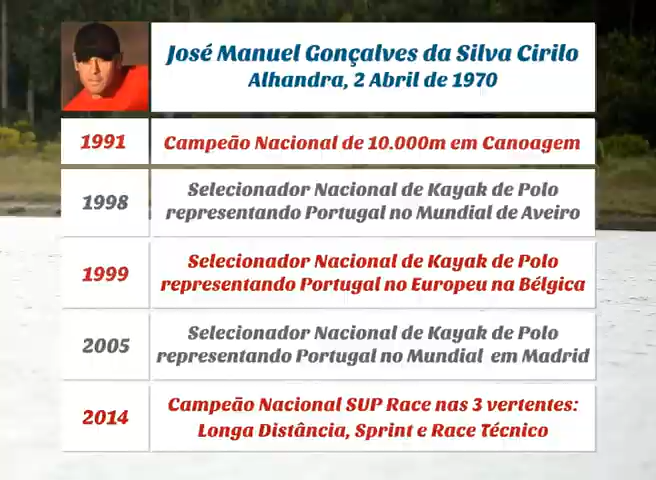 José Manuel Gonçalves da Silva Cirilo
Alhandra, 2 Abril de 1970
1991 Campeão Nacional de 10.000m em Canoagem
1998 Selecionador Nacional de Kayak de Polo
representando Portugal no Mundial de Aveiro
1999 Selecionador Nacional de Kayak de Polo
representando Portugal no Europeu na Bélgica
2005 Selecionador Nacional de Kayak de Polo
representando Portugal no Mundial em Madrid
2014 Campeão Nacional SUP Race nas 3 vertentes:
Longa Distância, Sprint e Race Técnico